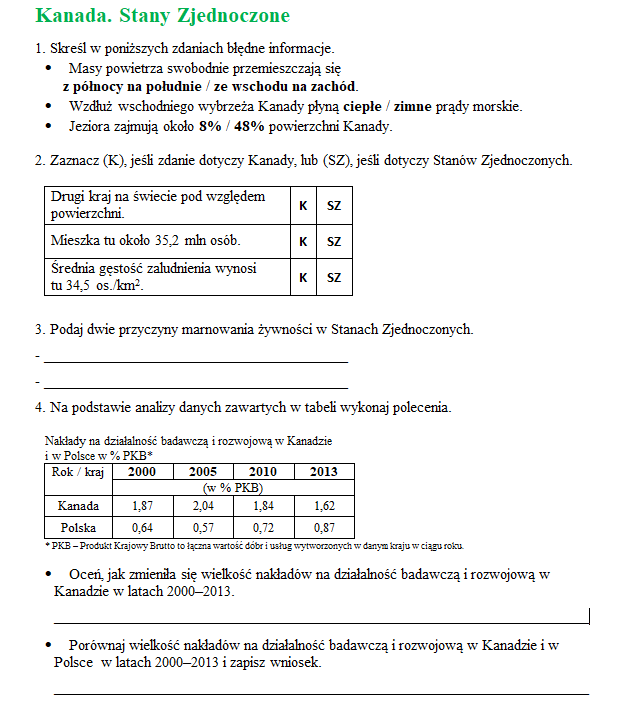 Kanada. Stany Zjednoczone
1. Skreśl w poniższych zdaniach błędne informacje.
• Masy powietrza swobodnie przemieszczają się
z północy na południe / ze wschodu na zachód.
• Wzdłuż wschodniego wybrzeża Kanady płyną ciepłe / zimne prądy morskie.
• Jeziora zajmują około 8% / 48% powierzchni Kanady.
2. Zaznacz (K), jeśli zdanie dotyczy Kanady, lub (SZ), jeśli dotyczy Stanów Zjednoczonych.
Drugi kraj na świecie pod względem
powierzchni. K SZ
Mieszka tu około 35,2 mln osób. K SZ
Średnia gęstość zaludnienia wynosi
tu 34,5 os./km². K SZ
3. Podaj dwie przyczyny marnowania żywności w Stanach Zjednoczonych.
- ________________________________________
- ________________________________________
4. Na podstawie analizy danych zawartych w tabeli wykonaj polecenia.
Nakłady na działalność badawczą i rozwojową w Kanadzie
i w Polsce w % PKB*
Rok / kraj 2000 2005 2010 2013
(w % PKB)
Kanada 1,87 2,04 1,84 1,62
Polska 0,64 0,57 0,72 0,87
* PKB – Produkt Krajowy Brutto to łączna wartość dóbr i usług wytworzonych w danym kraju w ciągu roku.
• Oceń, jak zmieniła się wielkość nakładów na działalność badawczą i rozwojową w
Kanadzie w latach 2000–2013.
• Porównaj wielkość nakładów na działalność badawczą i rozwojową w Kanadzie i w
Polsce w latach 2000–2013 i zapisz wniosek.